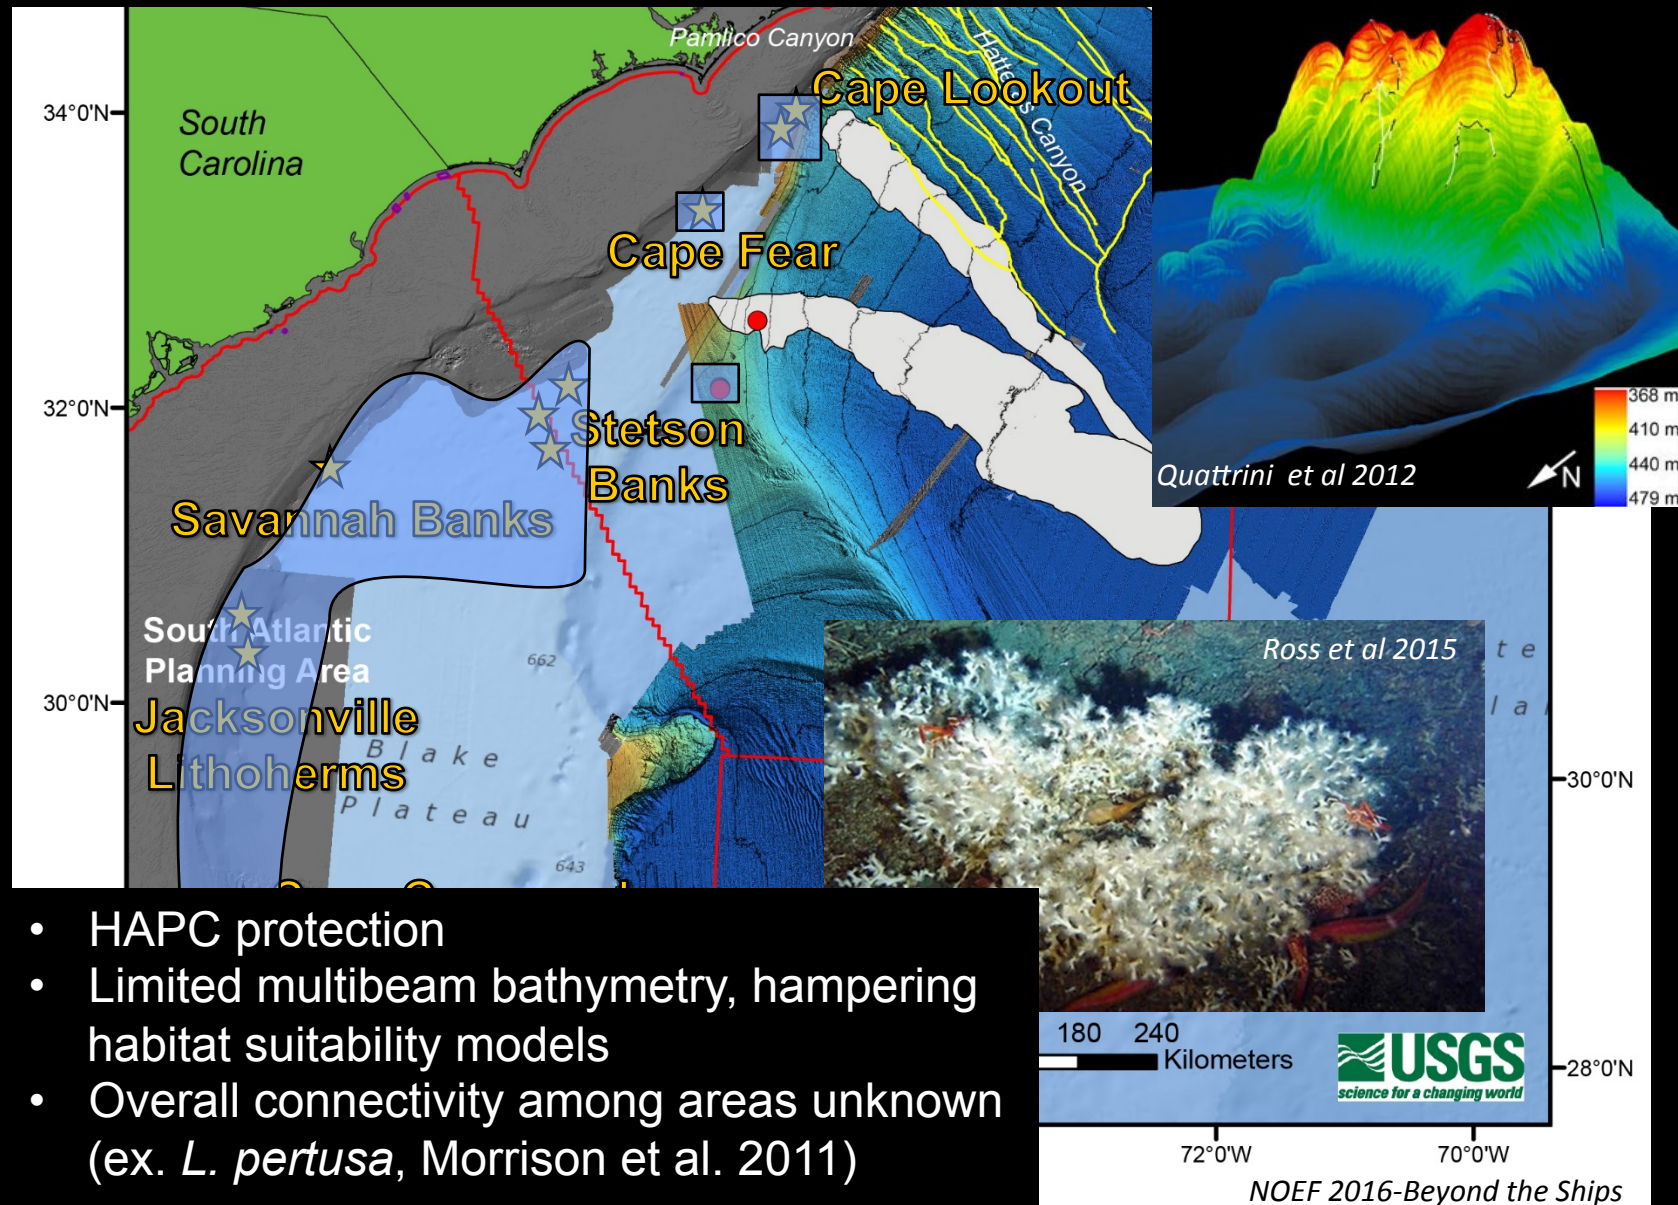 Pamlico Canyon
Hatteras Canyon
Cape Lookout
34°0'N
South
Carolina
Cape Fear
32°0'N
Stetson
Banks
Savannah Banks
South Atlantic
Planning Area
662
30°0'N
Jacksonville
Lithoherms
Blake
Plateau
643
368 m
410 m
440 m
479 m
N
Quattrini et al 2012
Ross et al 2015
30°0'N
180 240
Kilometers
USGS
science for a changing world
28°0'N
72°0'W 70°0'W
• HAPC protection
• Limited multibeam bathymetry, hampering
habitat suitability models
• Overall connectivity among areas unknown
(ex. L. pertusa, Morrison et al. 2011)
NOEF 2016-Beyond the Ships